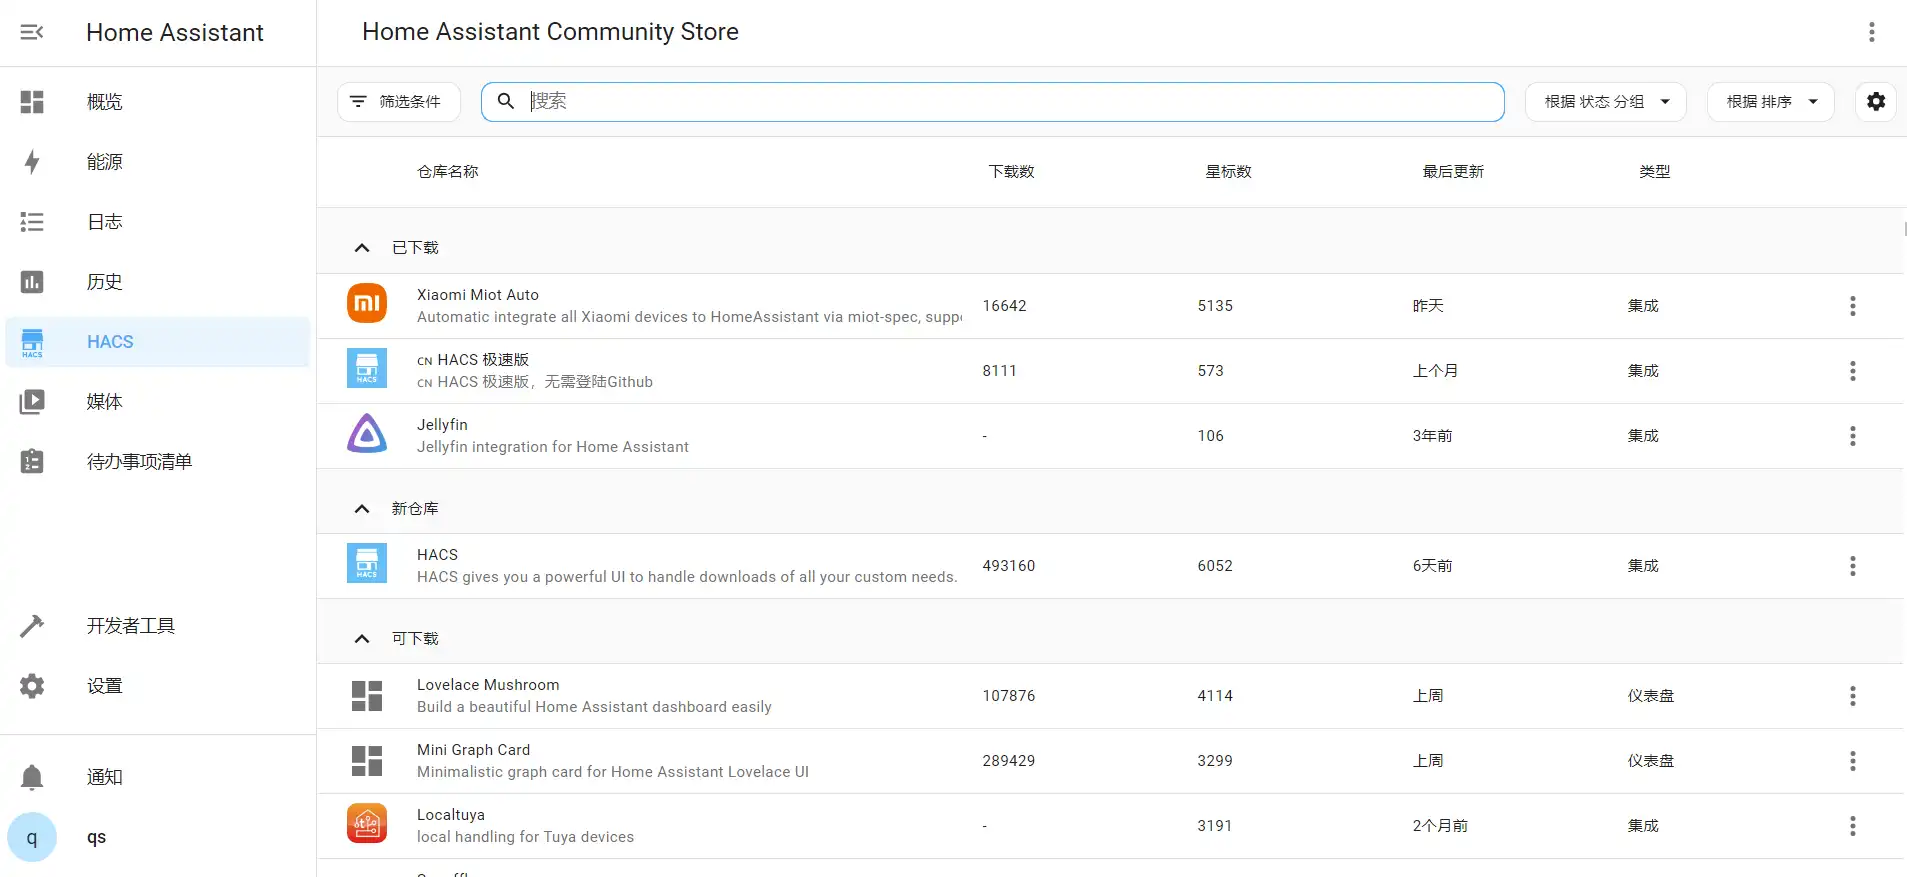 Home Assistant
Home Assistant Community Store
筛选条件
搜索
根据 状态 分组
根据 排序
概览
能源
日志
历史
HACS
HACS
媒体
待办事项清单
开发者工具
设置
通知
q
qs
仓库名称 下载数 星标数 最后更新 类型
已下载
Xiaomi Miot Auto
Automatic integrate all Xiaomi devices to HomeAssistant via miot-spec, supp
16642 5135 昨天 集成
HACS
CN HACS 极速版
CN HACS 极速版，无需登陆Github
8111 573 上个月 集成
Jellyfin
Jellyfin integration for Home Assistant
- 106 3年前 集成
新仓库
HACS
HACS
HACS gives you a powerful UI to handle downloads of all your custom needs.
493160 6052 6天前 集成
可下载
Lovelace Mushroom
Build a beautiful Home Assistant dashboard easily
107876 4114 上周 仪表盘
Mini Graph Card
Minimalistic graph card for Home Assistant Lovelace UI
289429 3299 上周 仪表盘
Localtuya
local handling for Tuya devices
- 3191 2个月前 集成